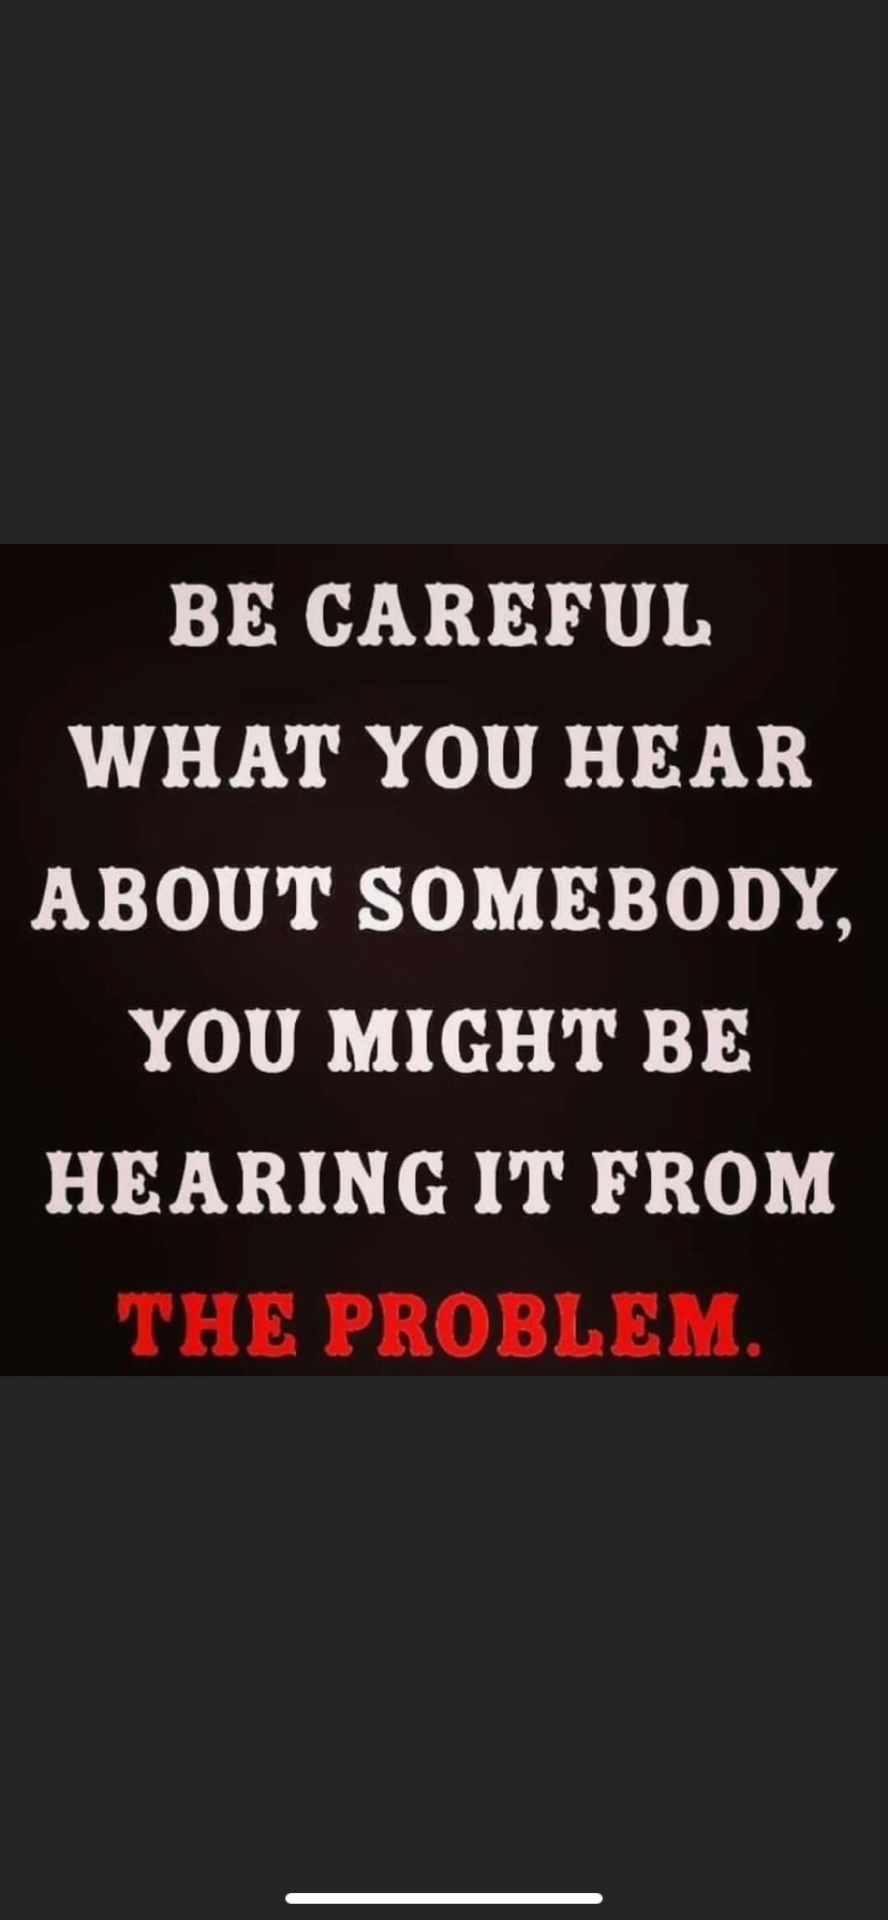 BE CAREFUL
WHAT YOU HEAR
ABOUT SOMEBODY,
YOU MIGHT BE
HEARING IT FROM
THE PROBLEM.